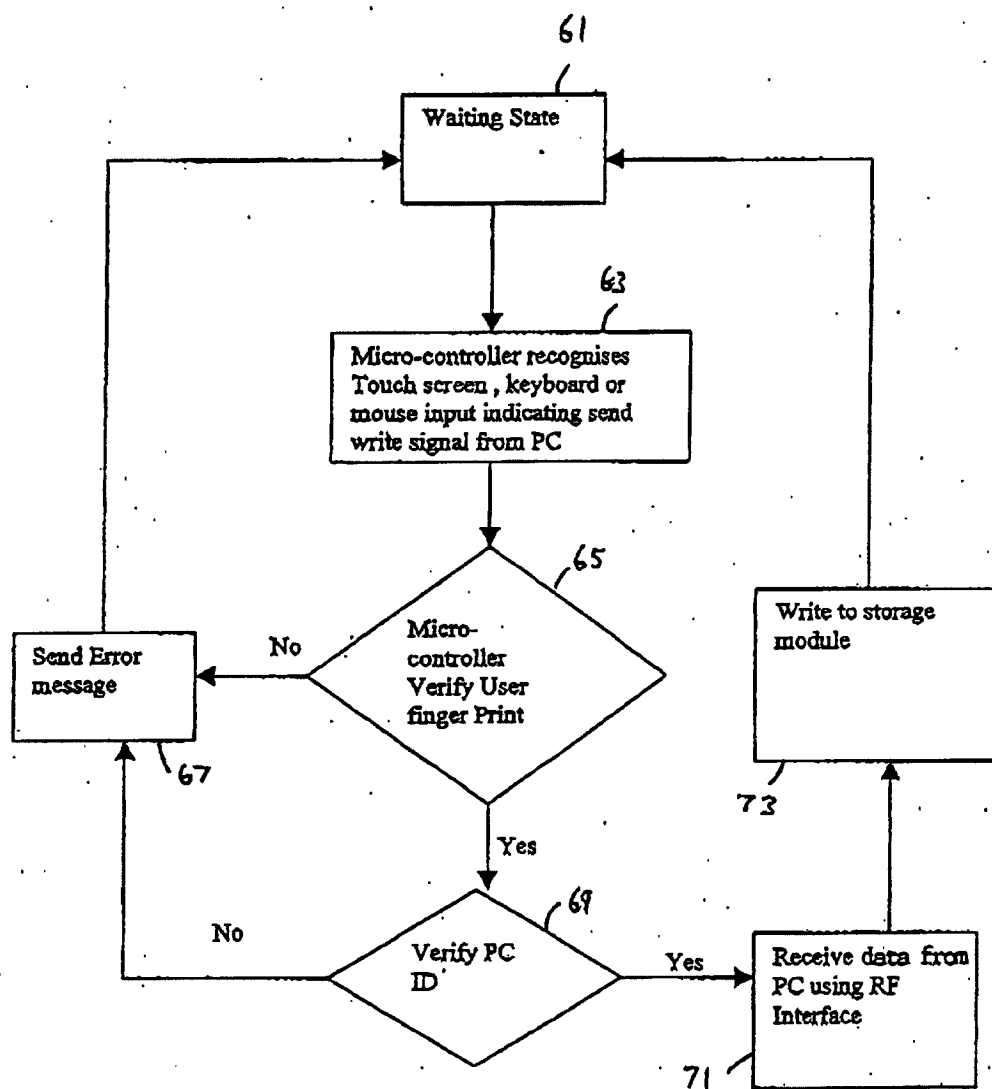 61
Waiting State
63
Micro-controller recognises
Touch screen , keyboard or
mouse input indicating send
write signal from PC
65
Micro-
controller
Verify User
finger Print
No
Send Error
message
67
Write to storage
module
73
Yes
69
Verify PC
ID
No
Yes
Receive data from
PC using RF
Interface
71